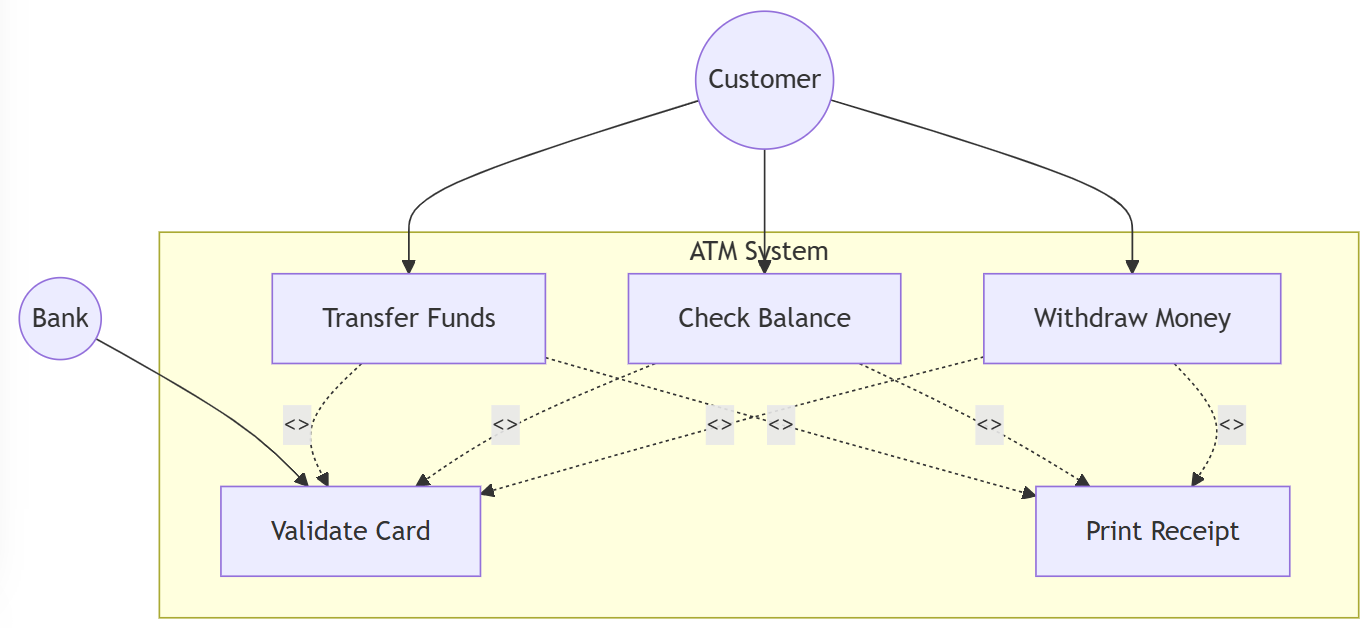 Customer
ATM System
Bank
Transfer Funds
Check Balance
Withdraw Money
<>
<>
<>
<>
<>
<>
Validate Card
Print Receipt